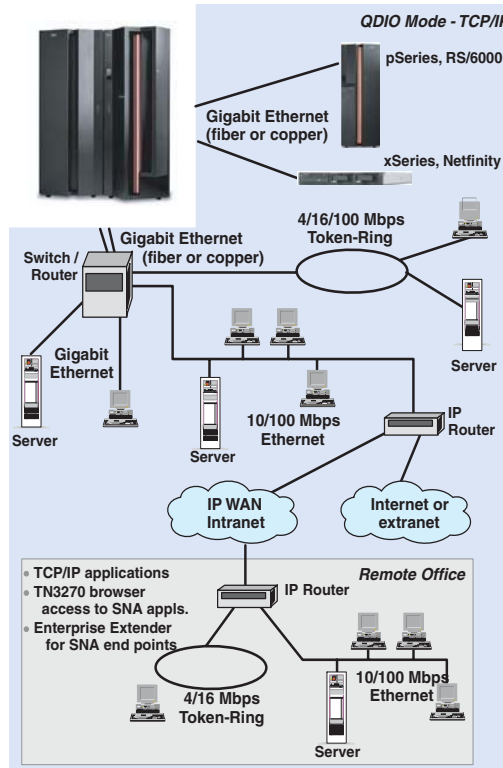 QDIO Mode - TCP/IP
pSeries, RS/6000
Gigabit Ethernet
(fiber or copper)
xSeries, Netfinity
4/16/100 Mbps
Token-Ring
Gigabit Ethernet
(fiber or copper)
Switch /
Router
Server
Gigabit
Ethernet
Server
Server
10/100 Mbps
Ethernet
IP
Router
IP WAN
Intranet
Internet or
extranet
Remote Office
• TCP/IP applications
• TN3270 browser
access to SNA appls.
• Enterprise Extender
for SNA end points
IP Router
4/16 Mbps
Token-Ring
10/100 Mbps
Ethernet
Server